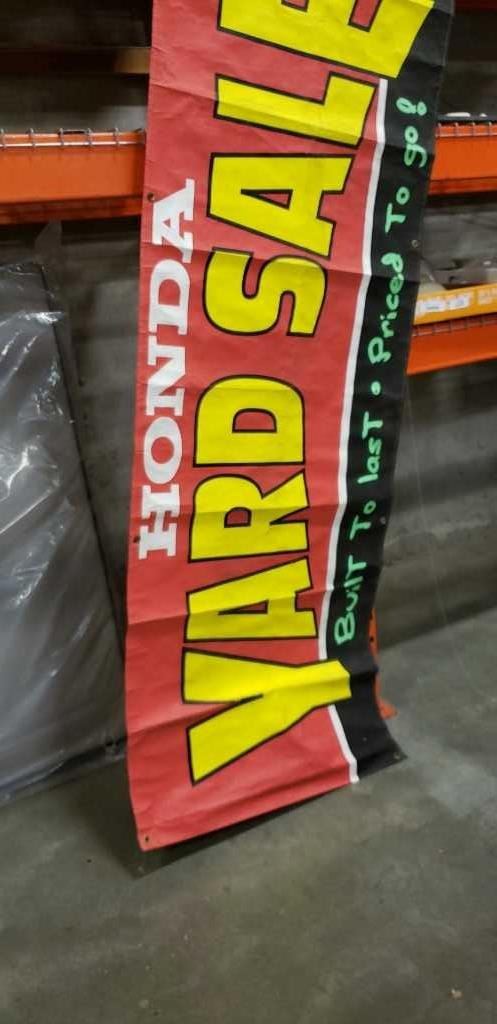 HONDA
YARD SALE
BuilT To lasT • Priced To go!